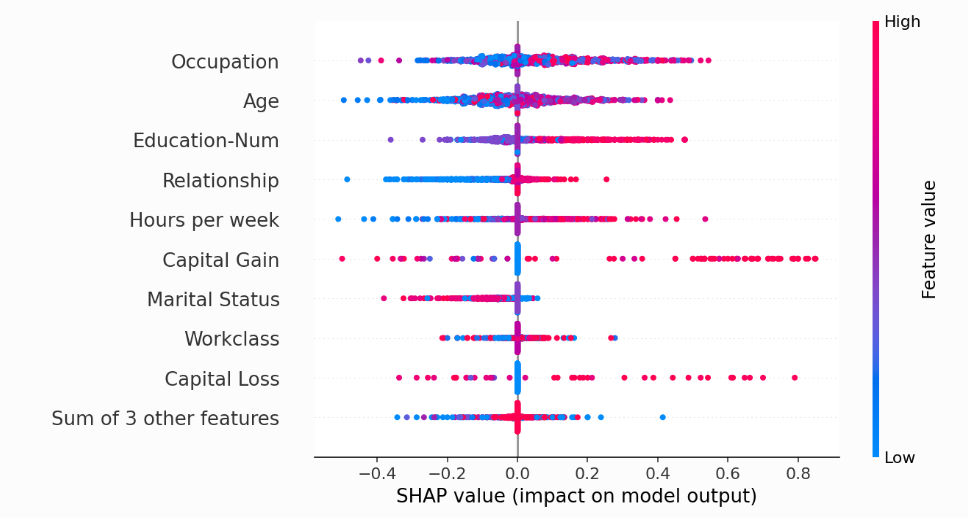 High
Occupation
Age
Education-Num
Relationship
Hours per week
Capital Gain
Marital Status
Workclass
Capital Loss
Sum of 3 other features
Feature value
Low
−0.4 −0.2 0.0 0.2 0.4 0.6 0.8
SHAP value (impact on model output)